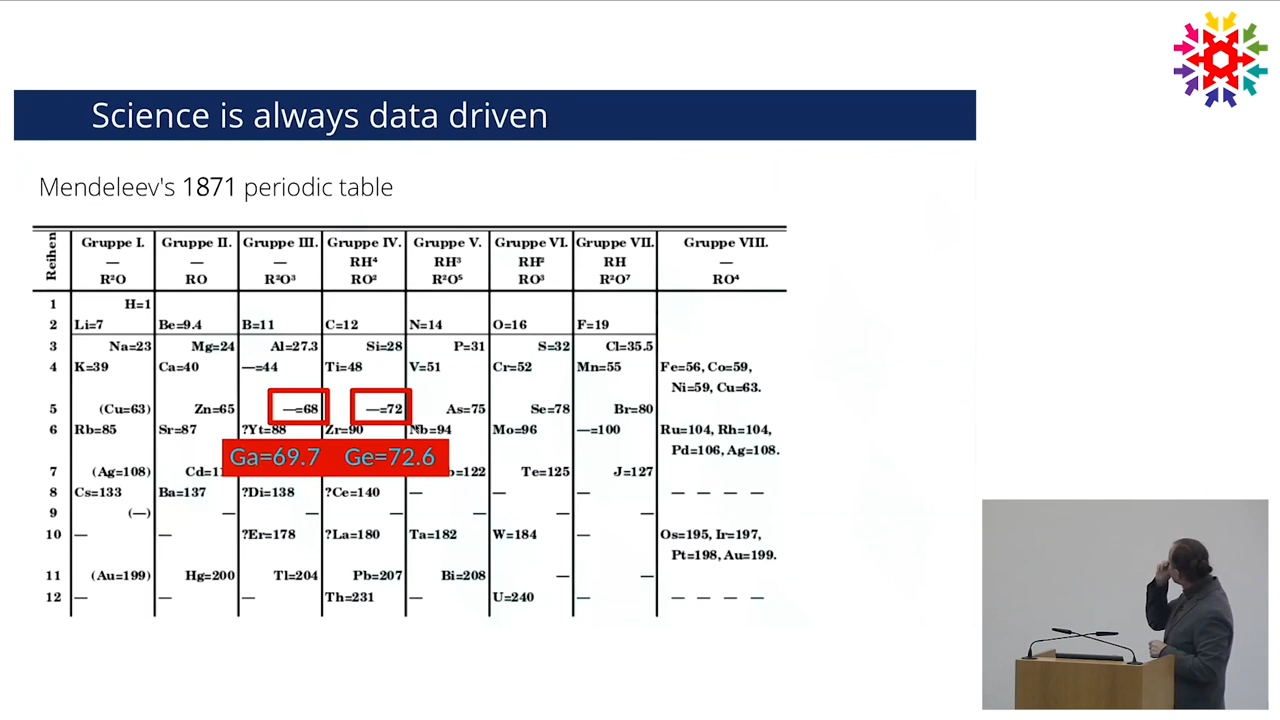 Science is always data driven
Mendeleev's 1871 periodic table
Reihen Gruppe I. Gruppe II. Gruppe III. Gruppe IV. Gruppe V. Gruppe VI. Gruppe VII. Gruppe VIII.
— — — RH⁴ RH³ RH² RH —
R²O RO R²O³ RO² R²O⁵ RO³ R²O⁷ RO⁴
1 H=1
2 Li=7 Be=9.4 B=11 C=12 N=14 O=16 F=19
3 Na=23 Mg=24 Al=27.3 Si=28 P=31 S=32 Cl=35.5
4 K=39 Ca=40 —=44 Ti=48 V=51 Cr=52 Mn=55 Fe=56, Co=59,
Ni=59, Cu=63.
5 (Cu=63) Zn=65 —=68 —=72 As=75 Se=78 Br=80
6 Rb=85 Sr=87 ?Yt=88 Zr=90 Nb=94 Mo=96 —=100 Ru=104, Rh=104,
Pd=106, Ag=108.
Ga=69.7 Ge=72.6
7 (Ag=108) =122 Te=125 J=127
8 Cs=133 Ba=137 ?Di=138 ?Ce=140 — — — — — — —
9 (—) — — — — — —
10 — — ?Er=178 ?La=180 Ta=182 W=184 — Os=195, Ir=197,
Pt=198, Au=199.
11 (Au=199) Hg=200 Tl=204 Pb=207 Bi=208 — —
12 — — — Th=231 — U=240 — — — — —